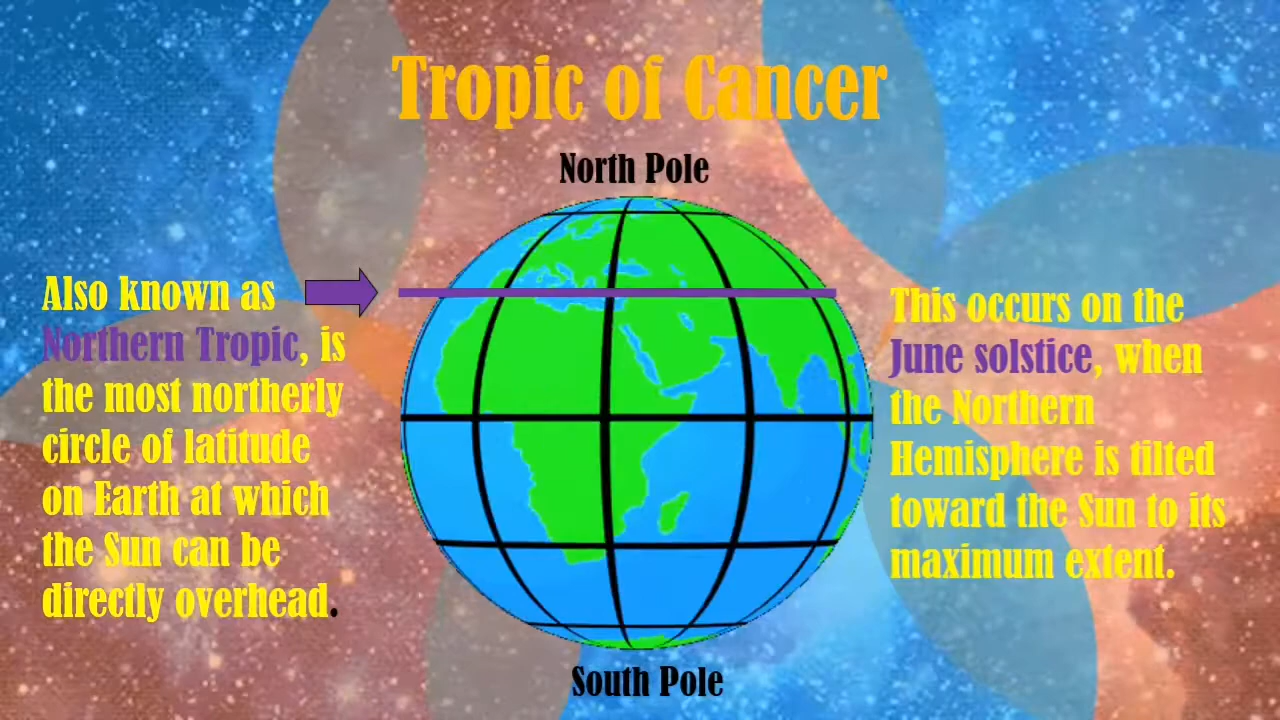 Tropic of Cancer
North Pole
Also known as
Northern Tropic, is
the most northerly
circle of latitude
on Earth at which
the Sun can be
directly overhead.
This occurs on the
June solstice, when
the Northern
Hemisphere is tilted
toward the Sun to its
maximum extent.
South Pole